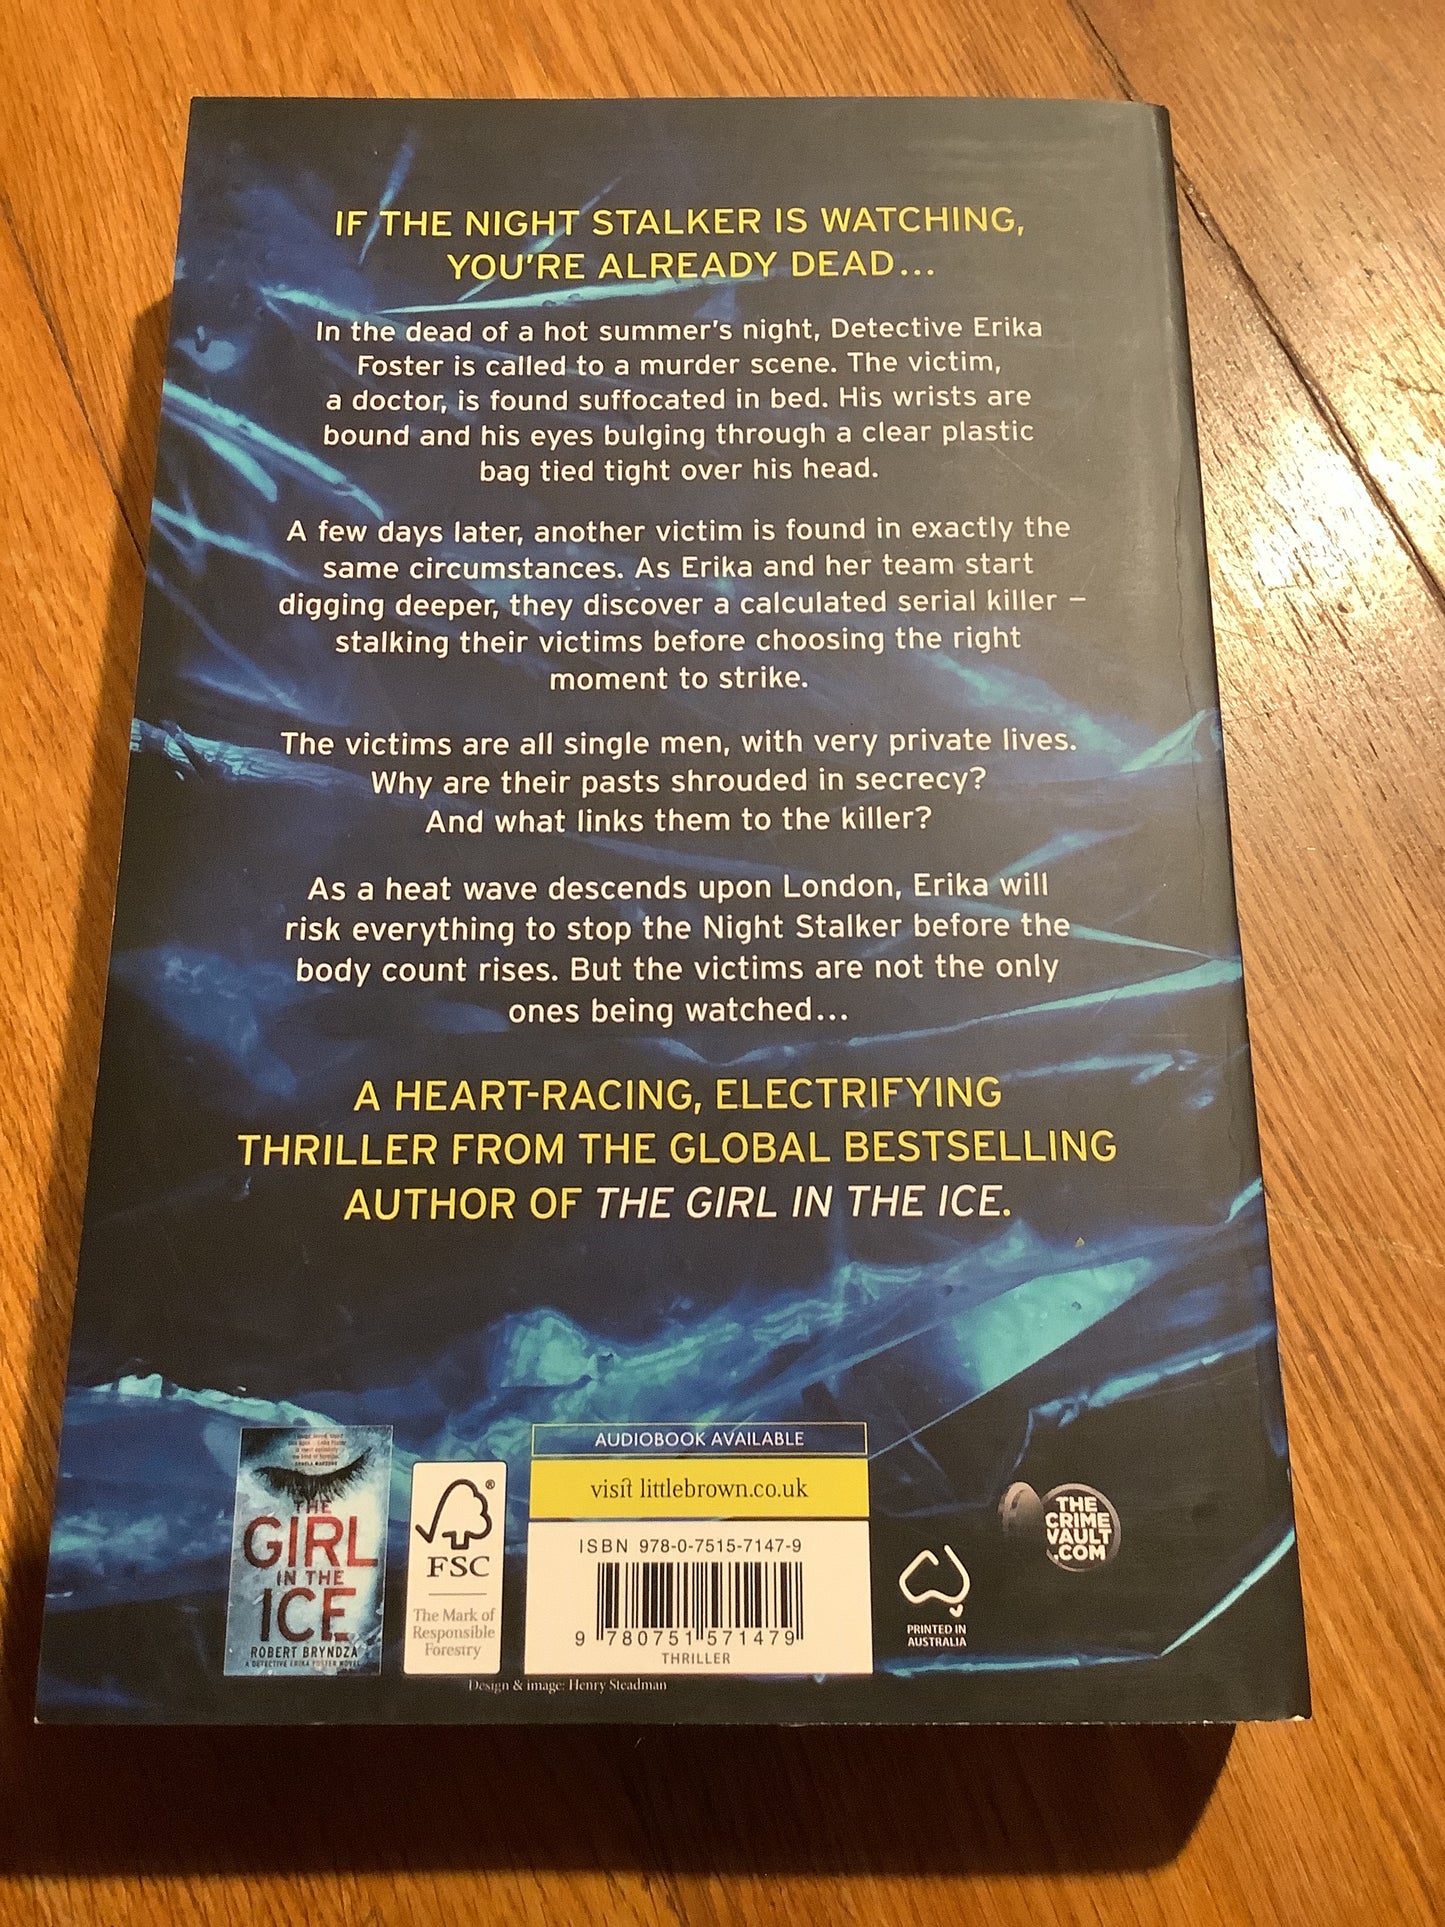 IF THE NIGHT STALKER IS WATCHING,
YOU'RE ALREADY DEAD...
In the dead of a hot summer's night, Detective Erika
Foster is called to a murder scene. The victim,
a doctor, is found suffocated in bed. His wrists are
bound and his eyes bulging through a clear plastic
bag tied tight over his head.
A few days later, another victim is found in exactly the
same circumstances. As Erika and her team start
digging deeper, they discover a calculated serial killer –
stalking their victims before choosing the right
moment to strike.
The victims are all single men, with very private lives.
Why are their pasts shrouded in secrecy?
And what links them to the killer?
As a heat wave descends upon London, Erika will
risk everything to stop the Night Stalker before the
body count rises. But the victims are not the only
ones being watched...
A HEART-RACING, ELECTRIFYING
THRILLER FROM THE GLOBAL BESTSELLING
AUTHOR OF THE GIRL IN THE ICE.
THE
GIRL
IN THE
ICE
ROBERT BRYNDZA
A DETECTIVE ERIKA FOSTER NOVEL
®
FSC
The Mark of
Responsible
Forestry
AUDIOBOOK AVAILABLE
visit littlebrown.co.uk
ISBN 978-0-7515-7147-9
9 780751 571479
THRILLER
Design & image: Henry Steadman
PRINTED IN
AUSTRALIA
THE
CRIME
VAULT
.COM